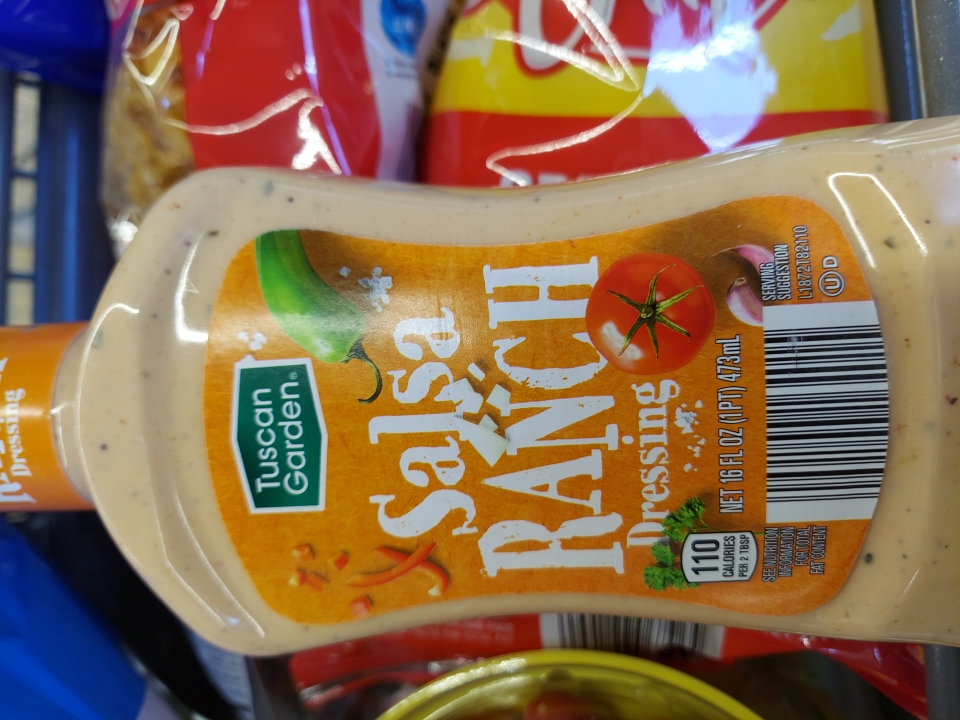 Tuscan
Garden®
Salsa
RANCH
Dressing
NET 16 FL OZ (1PT) 473mL
110
CALORIES
PER 2 TBSP
SEE NUTRITION
INFORMATION
FOR TOTAL
FAT CONTENT
SERVING
SUGGESTION
L1872182110
U D
Dressing